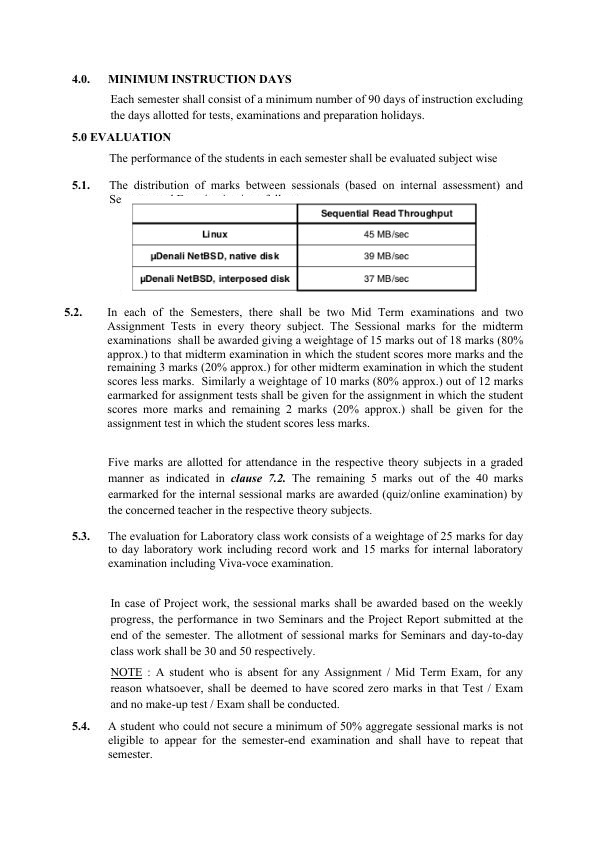 4.0. MINIMUM INSTRUCTION DAYS
Each semester shall consist of a minimum number of 90 days of instruction excluding
the days allotted for tests, examinations and preparation holidays.
5.0 EVALUATION
The performance of the students in each semester shall be evaluated subject wise
5.1. The distribution of marks between sessionals (based on internal assessment) and
Se
Sequential Read Throughput
Linux 45 MB/sec
µDenali NetBSD, native disk 39 MB/sec
µDenali NetBSD, interposed disk 37 MB/sec
5.2. In each of the Semesters, there shall be two Mid Term examinations and two
Assignment Tests in every theory subject. The Sessional marks for the midterm
examinations shall be awarded giving a weightage of 15 marks out of 18 marks (80%
approx.) to that midterm examination in which the student scores more marks and the
remaining 3 marks (20% approx.) for other midterm examination in which the student
scores less marks. Similarly a weightage of 10 marks (80% approx.) out of 12 marks
earmarked for assignment tests shall be given for the assignment in which the student
scores more marks and remaining 2 marks (20% approx.) shall be given for the
assignment test in which the student scores less marks.
Five marks are allotted for attendance in the respective theory subjects in a graded
manner as indicated in clause 7.2. The remaining 5 marks out of the 40 marks
earmarked for the internal sessional marks are awarded (quiz/online examination) by
the concerned teacher in the respective theory subjects.
5.3. The evaluation for Laboratory class work consists of a weightage of 25 marks for day
to day laboratory work including record work and 15 marks for internal laboratory
examination including Viva-voce examination.
In case of Project work, the sessional marks shall be awarded based on the weekly
progress, the performance in two Seminars and the Project Report submitted at the
end of the semester. The allotment of sessional marks for Seminars and day-to-day
class work shall be 30 and 50 respectively.
NOTE : A student who is absent for any Assignment / Mid Term Exam, for any
reason whatsoever, shall be deemed to have scored zero marks in that Test / Exam
and no make-up test / Exam shall be conducted.
5.4. A student who could not secure a minimum of 50% aggregate sessional marks is not
eligible to appear for the semester-end examination and shall have to repeat that
semester.